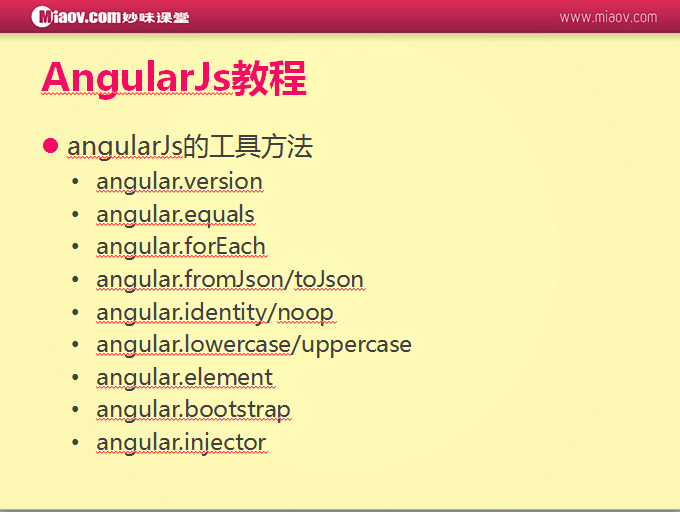 Miaov.com妙味课堂
www.miaov.com
AngularJs教程
angularJs的工具方法
angular.version
angular.equals
angular.forEach
angular.fromJson/toJson
angular.identity/noop
angular.lowercase/uppercase
angular.element
angular.bootstrap
angular.injector